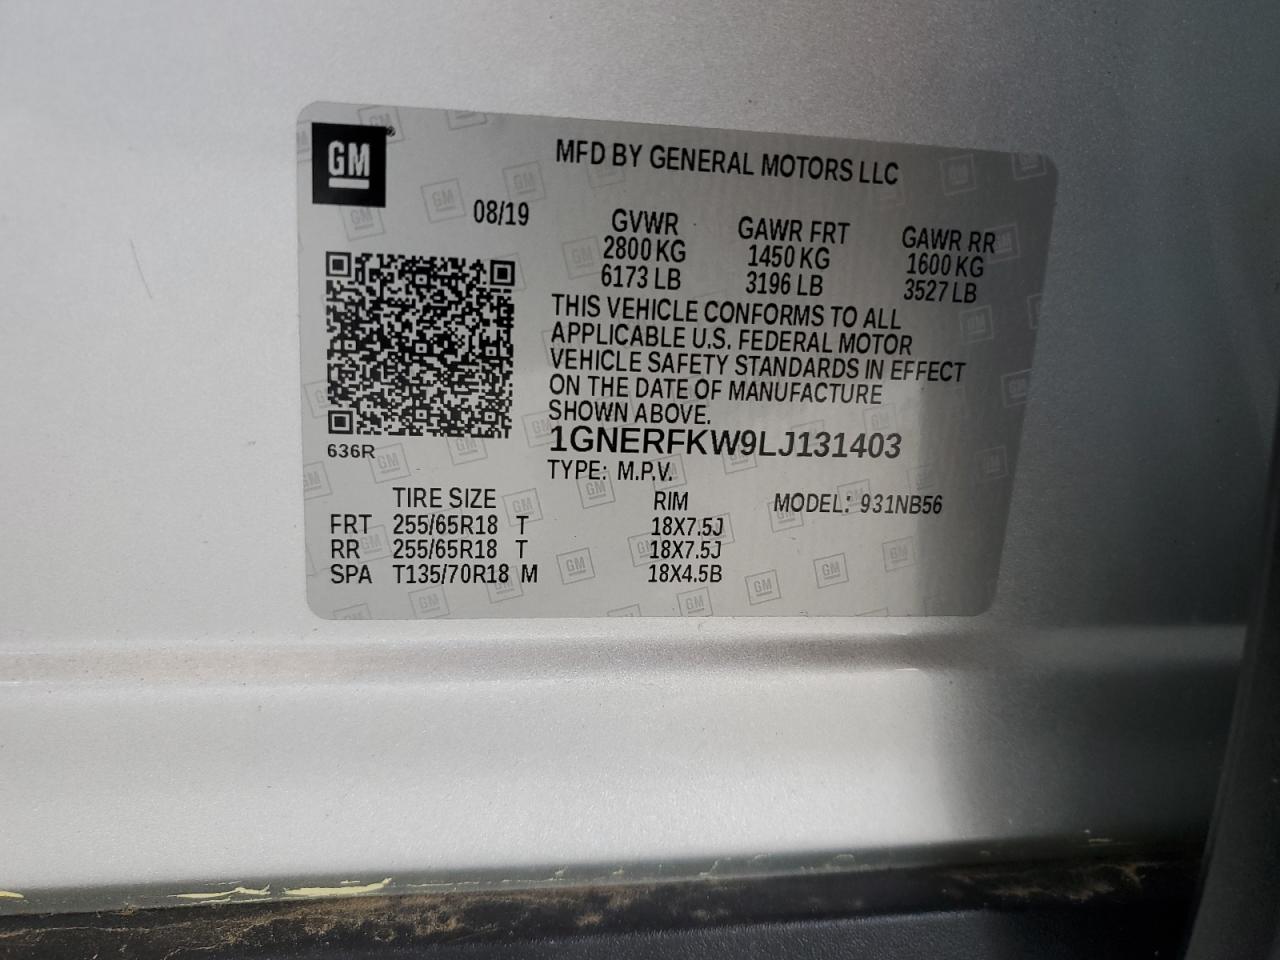 GM
MFD BY GENERAL MOTORS LLC
08/19
GVWR GAWR FRT GAWR RR
2800 KG 1450 KG 1600 KG
6173 LB 3196 LB 3527 LB
THIS VEHICLE CONFORMS TO ALL
APPLICABLE U.S. FEDERAL MOTOR
VEHICLE SAFETY STANDARDS IN EFFECT
ON THE DATE OF MANUFACTURE
SHOWN ABOVE.
636R
1GNERFKW9LJ131403
TYPE: M.P.V.
TIRE SIZE RIM MODEL: 931NB56
FRT 255/65R18 T 18X7.5J
RR 255/65R18 T 18X7.5J
SPA T135/70R18 M 18X4.5B